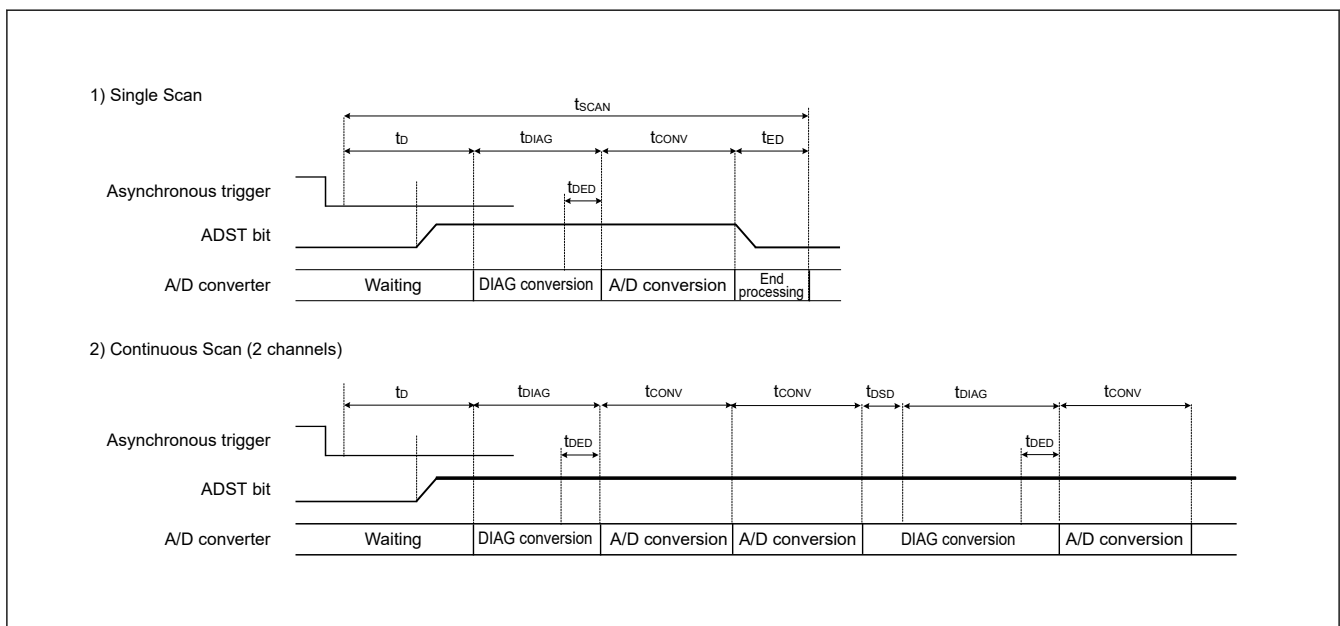 1) Single Scan
tSCAN
tD tDIAG tCONV tED
Asynchronous trigger
tDED
ADST bit
A/D converter Waiting DIAG conversion A/D conversion End processing
2) Continuous Scan (2 channels)
tD tDIAG tCONV tCONV tDSD tDIAG tCONV
Asynchronous trigger
tDED tDED
ADST bit
A/D converter Waiting DIAG conversion A/D conversion A/D conversion DIAG conversion A/D conversion